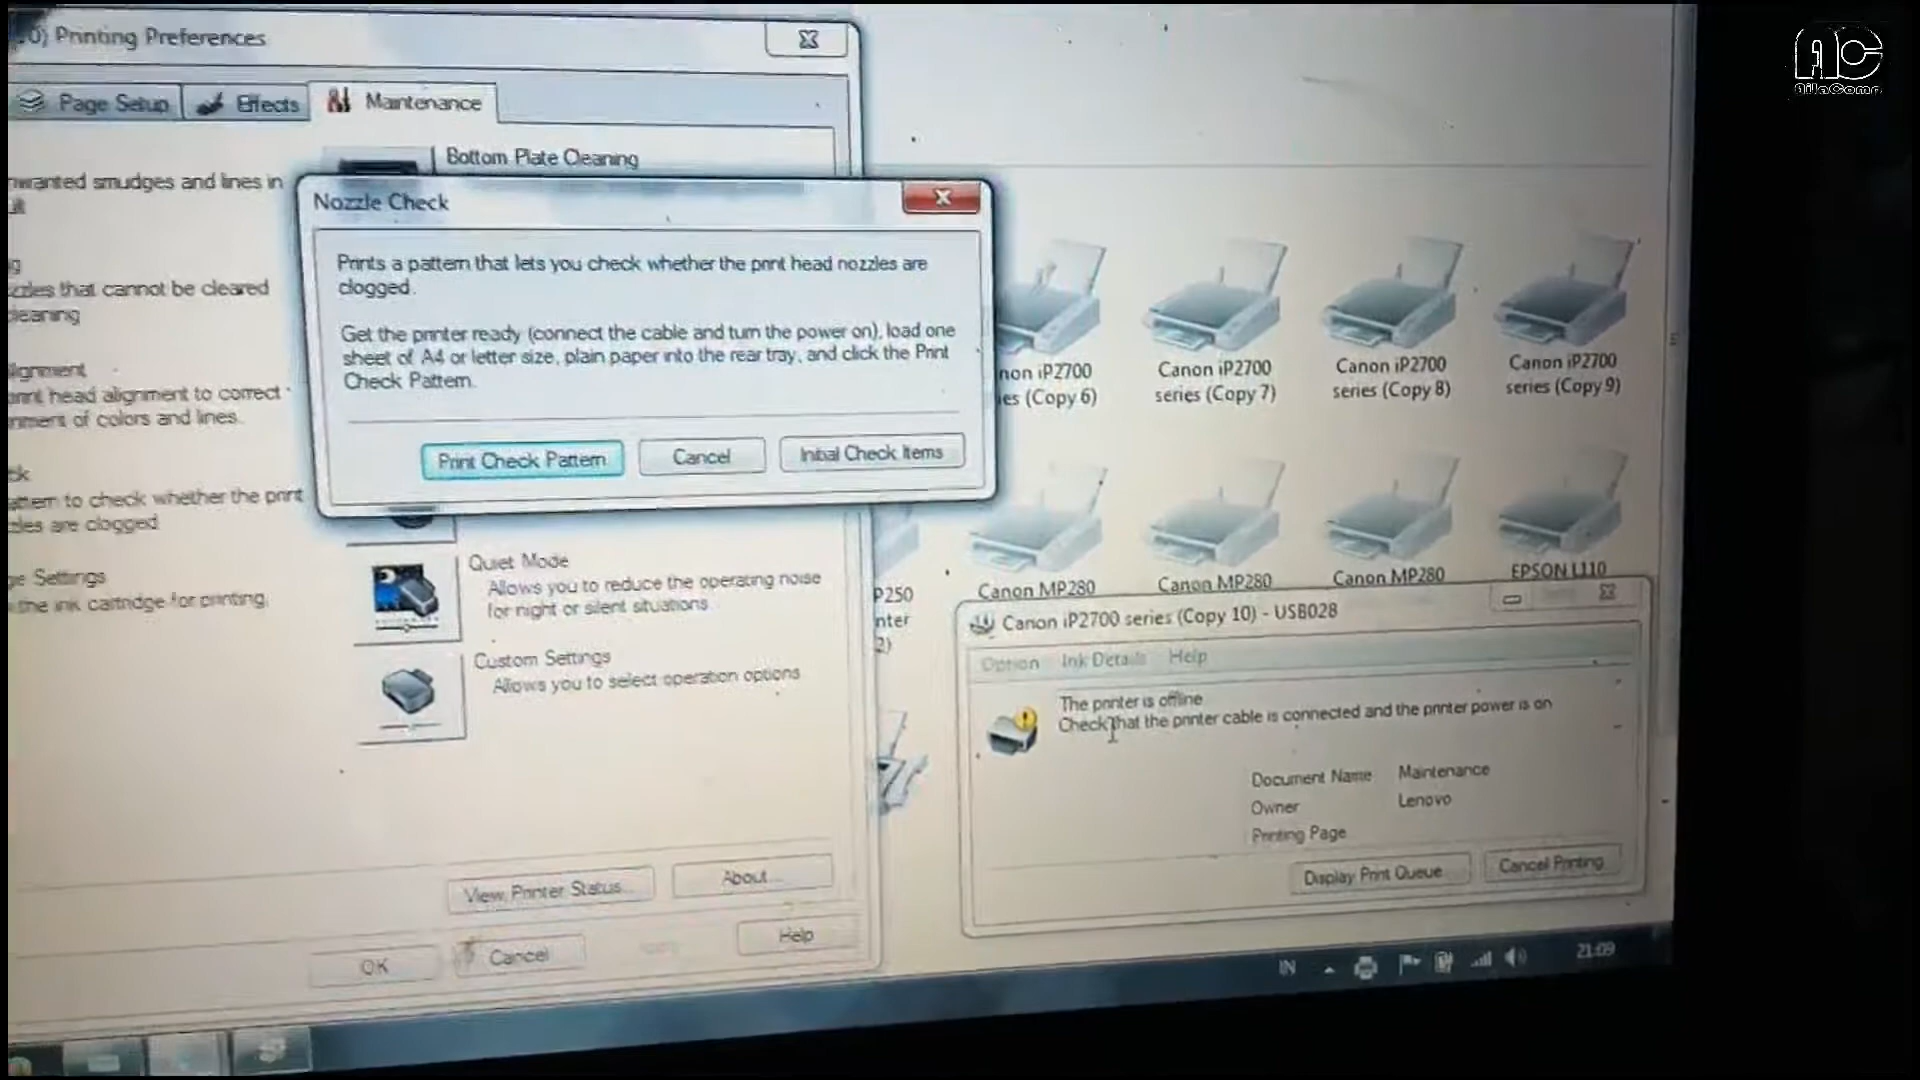 0) Printing Preferences
Page Setup
Effects
Maintenance
Bottom Plate Cleaning
nwanted smudges and lines in
zzles that cannot be cleared
leaning
lignment
rint head alignment to correct
nment of colors and lines.
ck
attern to check whether the print
zles are clogged
ge Settings
the ink cartridge for printing.
Nozzle Check
Prints a pattern that lets you check whether the print head nozzles are
clogged.
Get the printer ready (connect the cable and turn the power on), load one
sheet of A4 or letter size, plain paper into the rear tray, and click the Print
Check Pattern.
Print Check Pattern
Cancel
Initial Check Items
Quiet Mode
Allows you to reduce the operating noise
for night or silent situations.
Custom Settings
Allows you to select operation options
View Printer Status...
About...
OK
Cancel
Help
non iP2700
ies (Copy 6)
Canon iP2700
series (Copy 7)
Canon iP2700
series (Copy 8)
Canon iP2700
series (Copy 9)
P250
nter
2)
Canon MP280
Canon MP280
Canon MP280
EPSON L110
Canon iP2700 series (Copy 10) - USB028
Option
Ink Details
Help
The printer is offline
Check that the printer cable is connected and the printer power is on
Document Name
Maintenance
Owner
Lenovo
Printing Page
Display Print Queue
Cancel Printing
IN
21:09
AC